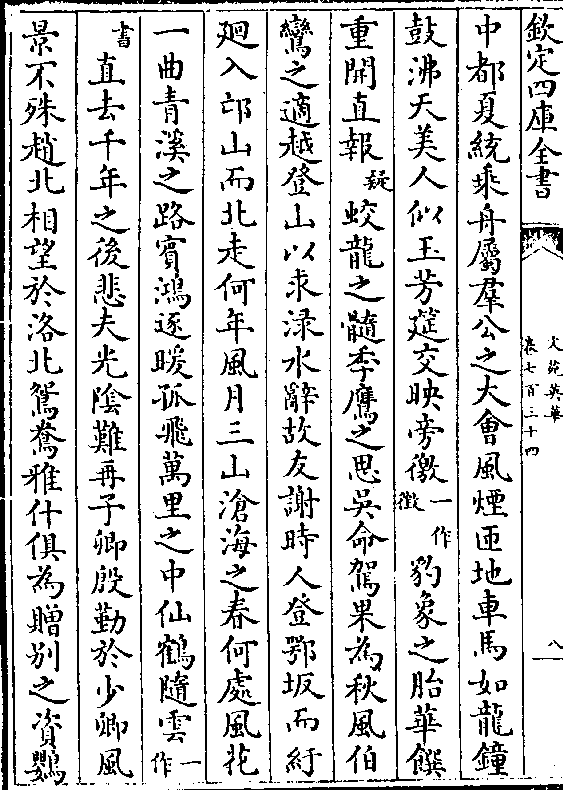 欽定四庫全書
文苑英華
卷七百三十四
八
中都夏統乗舟屬羣公之大會風煙匝地車馬如龍鐘
鼓沸天美人似玉芳筵交映旁徼一作徵豹象之胎華饌
重開直報疑蛟龍之髓季鷹之思吳命駕果為秋風伯
鸞之適越登山以求渌水辭故友謝時人登鄂坂而紆
廻入邙山而北走何年風月三山滄海之春何處風花
一曲青溪之路賓鴻逐暖孤飛萬里之中仙鶴隨雲一作
書直去千年之後悲夫光陰難再子卿殷勤於少卿風
景不殊趙北相望於洛北鴛鴦雅什俱為贈别之資鸚